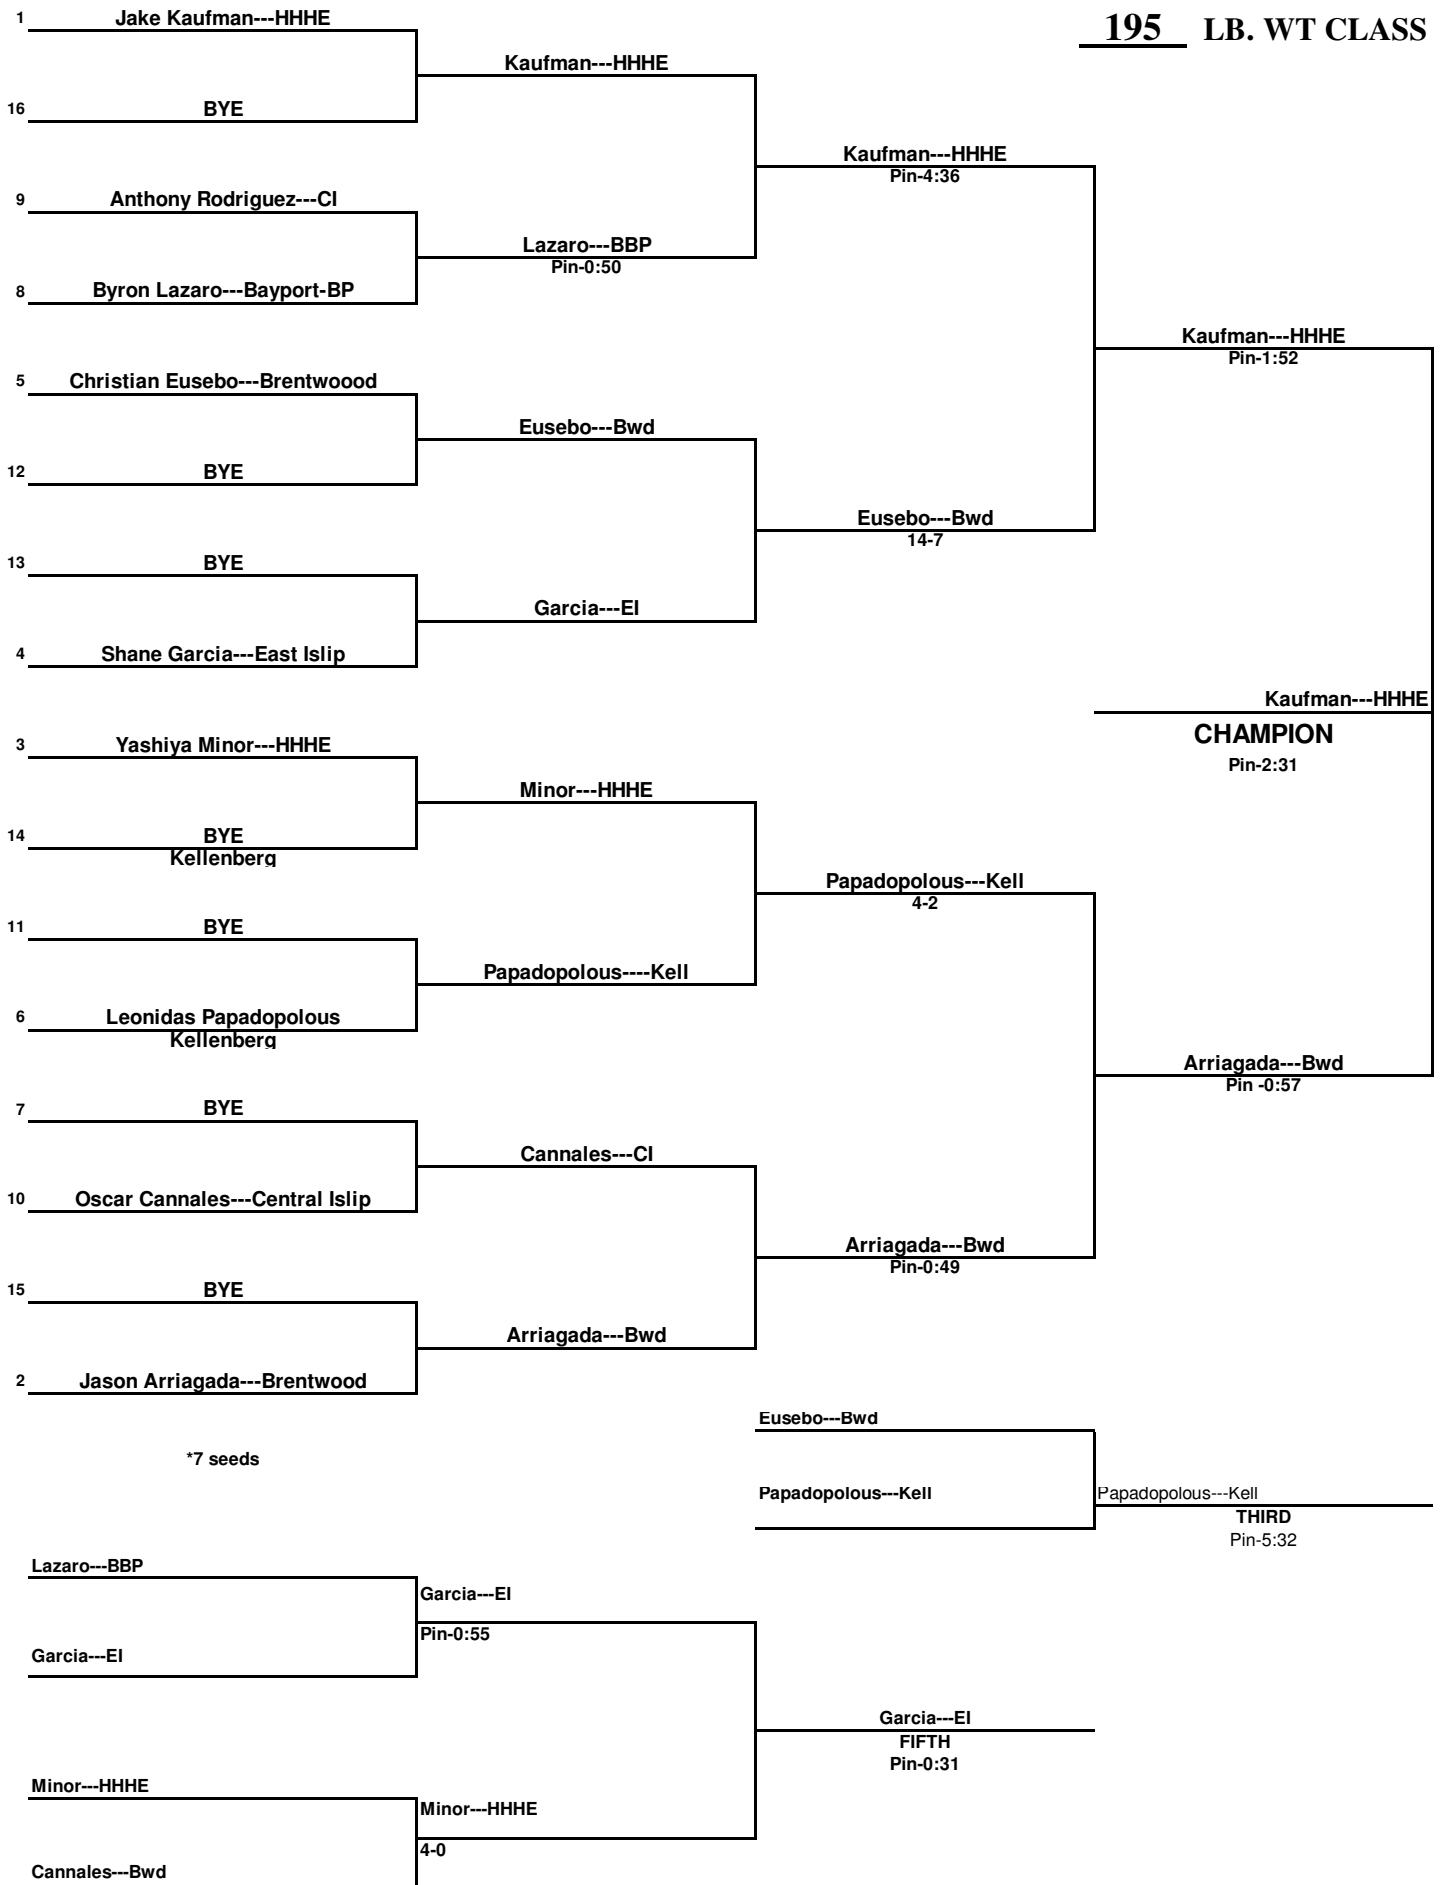 195 LB. WT CLASS
1 Jake Kaufman---HHHE
Kaufman---HHHE
16 BYE
Kaufman---HHHE
Pin-4:36
9 Anthony Rodriguez---CI
Lazaro---BBP
Pin-0:50
8 Byron Lazaro---Bayport-BP
Kaufman---HHHE
Pin-1:52
5 Christian Eusebo---Brentwoood
Eusebo---Bwd
12 BYE
Eusebo---Bwd
14-7
13 BYE
Garcia---EI
4 Shane Garcia---East Islip
Kaufman---HHHE
CHAMPION
Pin-2:31
3 Yashiya Minor---HHHE
Minor---HHHE
14 BYE
Kellenberg
Papadopolous---Kell
4-2
11 BYE
Papadopolous----Kell
6 Leonidas Papadopolous
Kellenberg
Arriagada---Bwd
Pin -0:57
7 BYE
Cannales---CI
10 Oscar Cannales---Central Islip
Arriagada---Bwd
Pin-0:49
15 BYE
Arriagada---Bwd
2 Jason Arriagada---Brentwood
Eusebo---Bwd
*7 seeds
Papadopolous---Kell
Papadopolous---Kell
THIRD
Pin-5:32
Lazaro---BBP
Garcia---EI
Pin-0:55
Garcia---EI
Garcia---EI
FIFTH
Pin-0:31
Minor---HHHE
Minor---HHHE
4-0
Cannales---Bwd